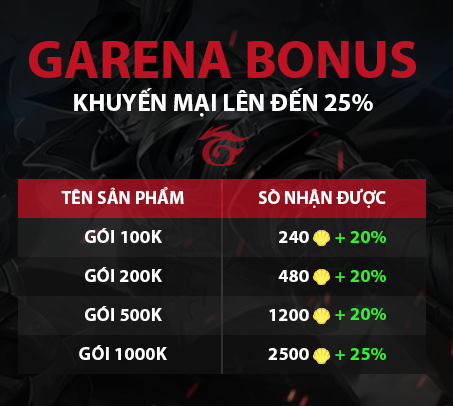 GARENA BONUS
KHUYẾN MẠI LÊN ĐẾN 25%
TÊN SẢN PHẨM SÒ NHẬN ĐƯỢC
GÓI 100K 240 + 20%
GÓI 200K 480 + 20%
GÓI 500K 1200 + 20%
GÓI 1000K 2500 + 25%